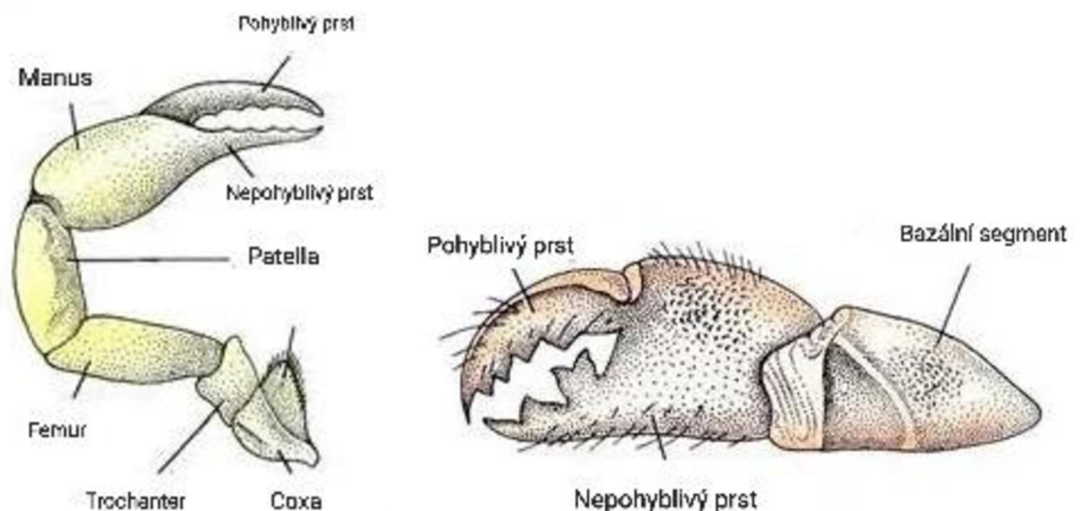 Pohyblivý prst
Manus
Nepohyblivý prst
Patella
Femur
Trochanter
Coxa
Pohyblivý prst
Bazální segment
Nepohyblivý prst